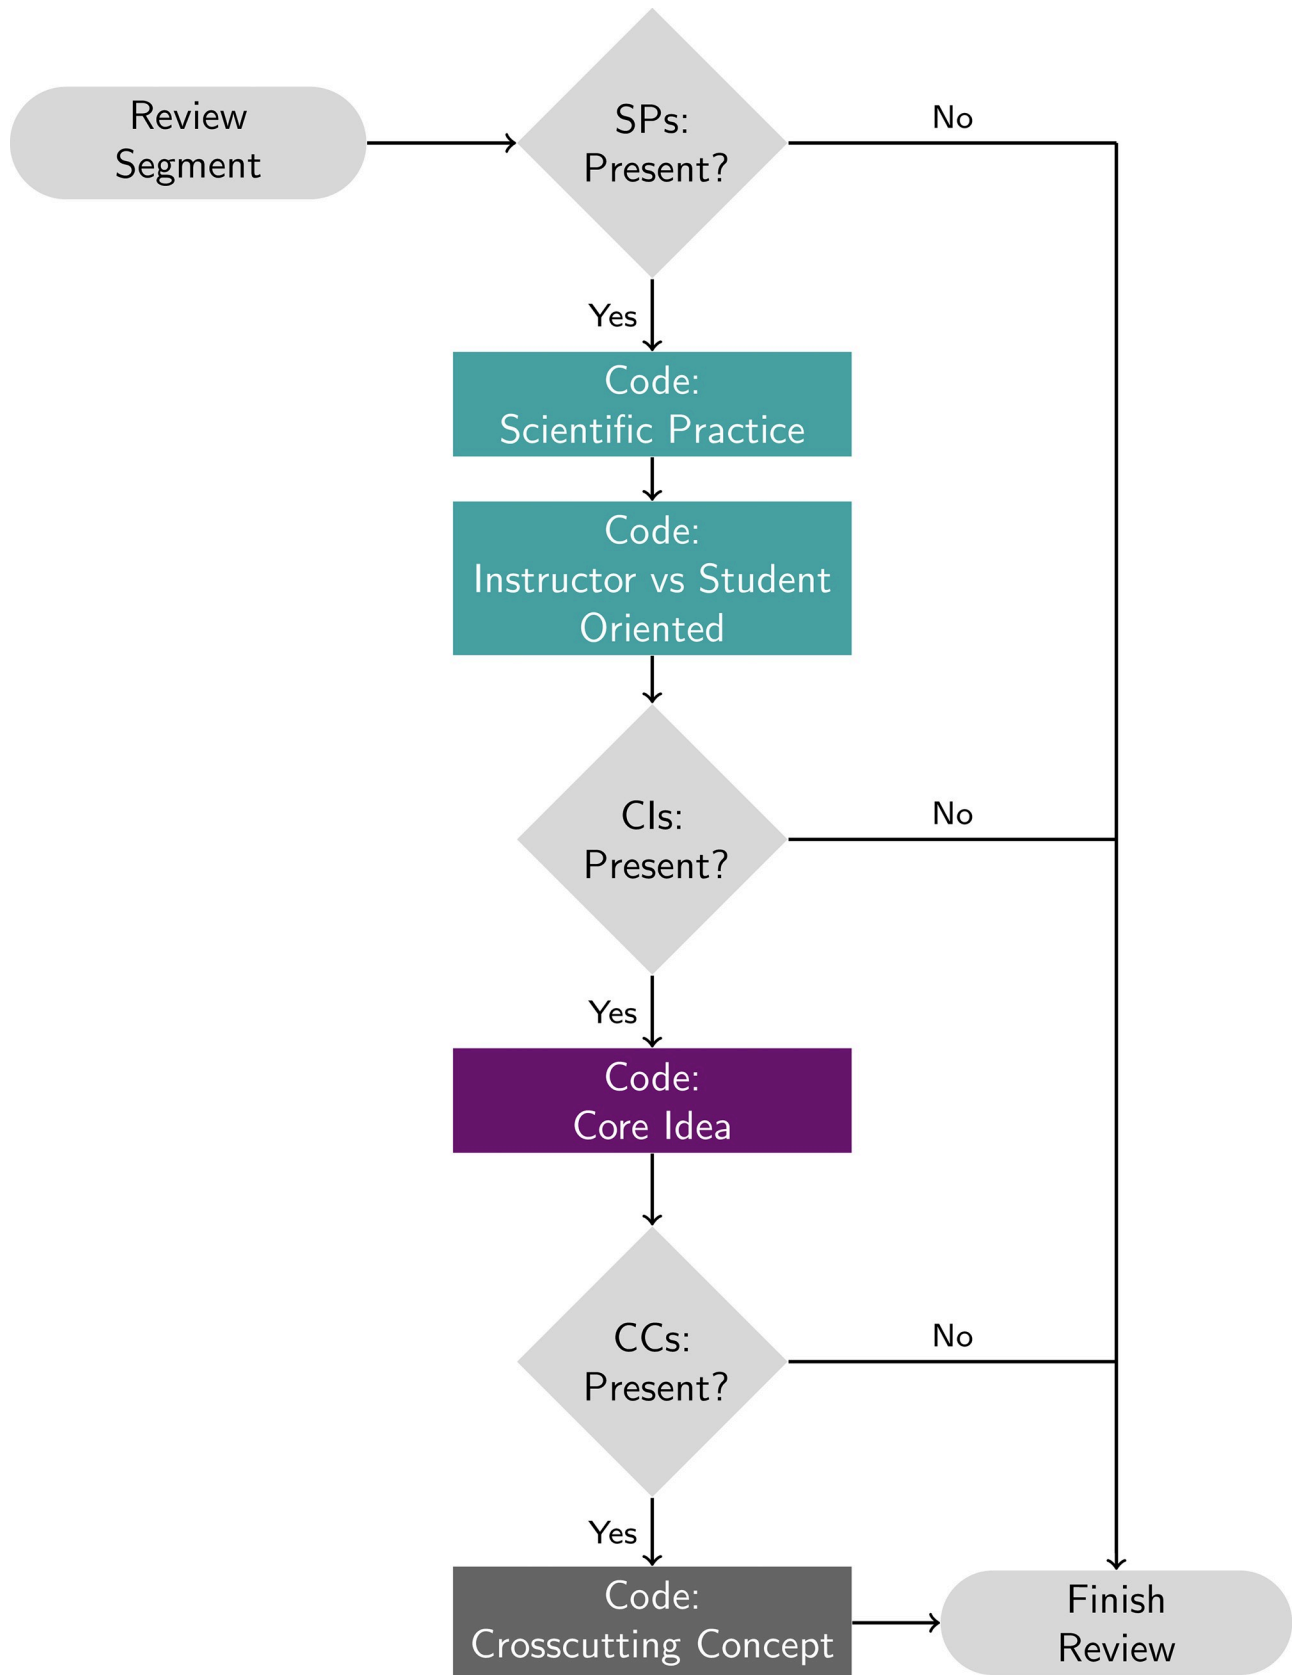 Review
Segment
SPs:
Present?
No
Yes
Code:
Scientific Practice
Code:
Instructor vs Student
Oriented
CIs:
Present?
No
Yes
Code:
Core Idea
CCs:
Present?
No
Yes
Code:
Crosscutting Concept
Finish
Review